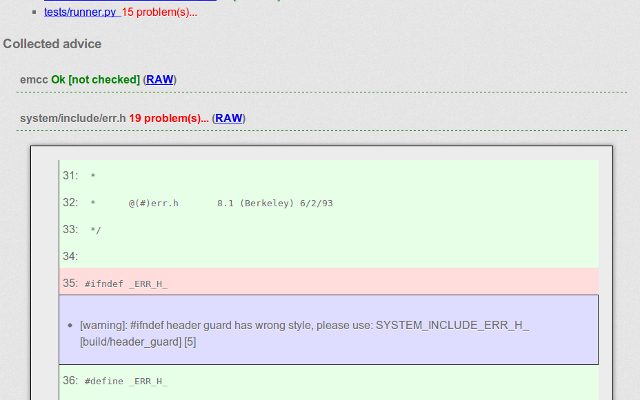 tests/runner.py 15 problem(s)...
Collected advice
emcc Ok [not checked] (RAW)
system/include/err.h 19 problem(s)... (RAW)
31: *
32: * @(#)err.h 8.1 (Berkeley) 6/2/93
33: */
34:
35: #ifndef _ERR_H_
[warning]: #ifndef header guard has wrong style, please use: SYSTEM_INCLUDE_ERR_H_
[build/header_guard] [5]
36: #define _ERR_H_